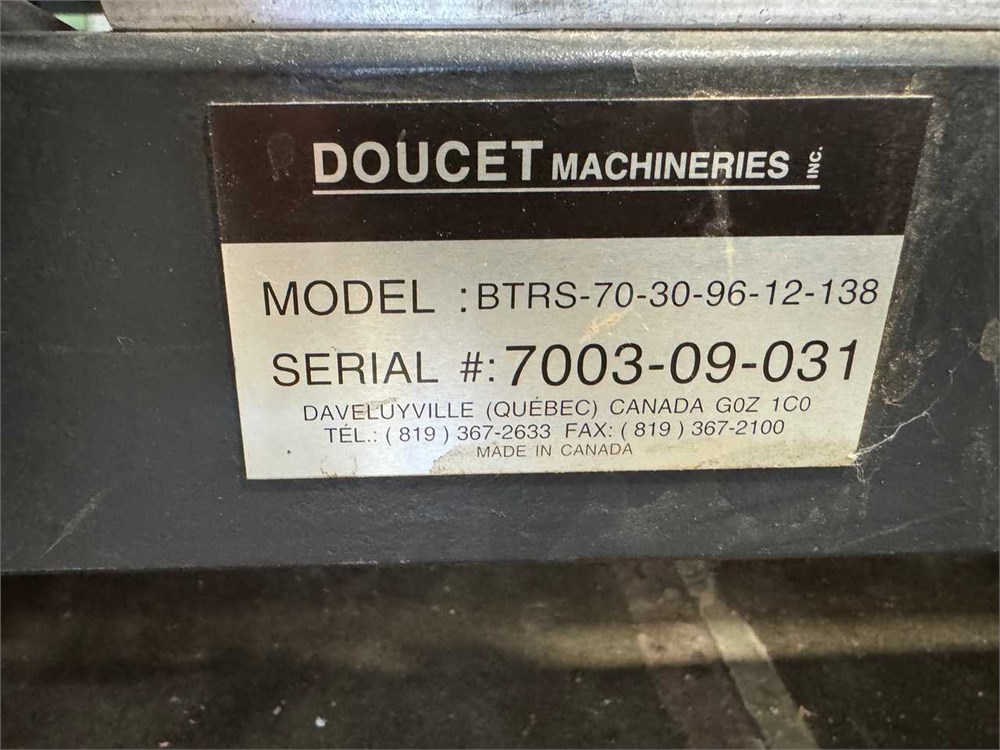 DOUCET MACHINERIES INC.
MODEL : BTRS-70-30-96-12-138
SERIAL #: 7003-09-031
DAVELUYVILLE (QUÉBEC) CANADA G0Z 1C0
TÉL.: ( 819 ) 367-2633 FAX: ( 819 ) 367-2100
MADE IN CANADA